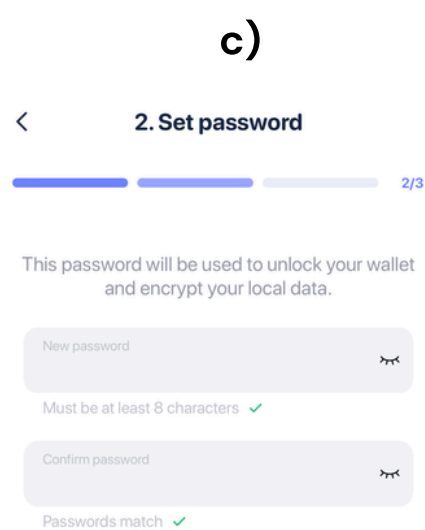 c)
2. Set password
2/3
This password will be used to unlock your wallet
and encrypt your local data.
New password
Must be at least 8 characters
Confirm password
Passwords match